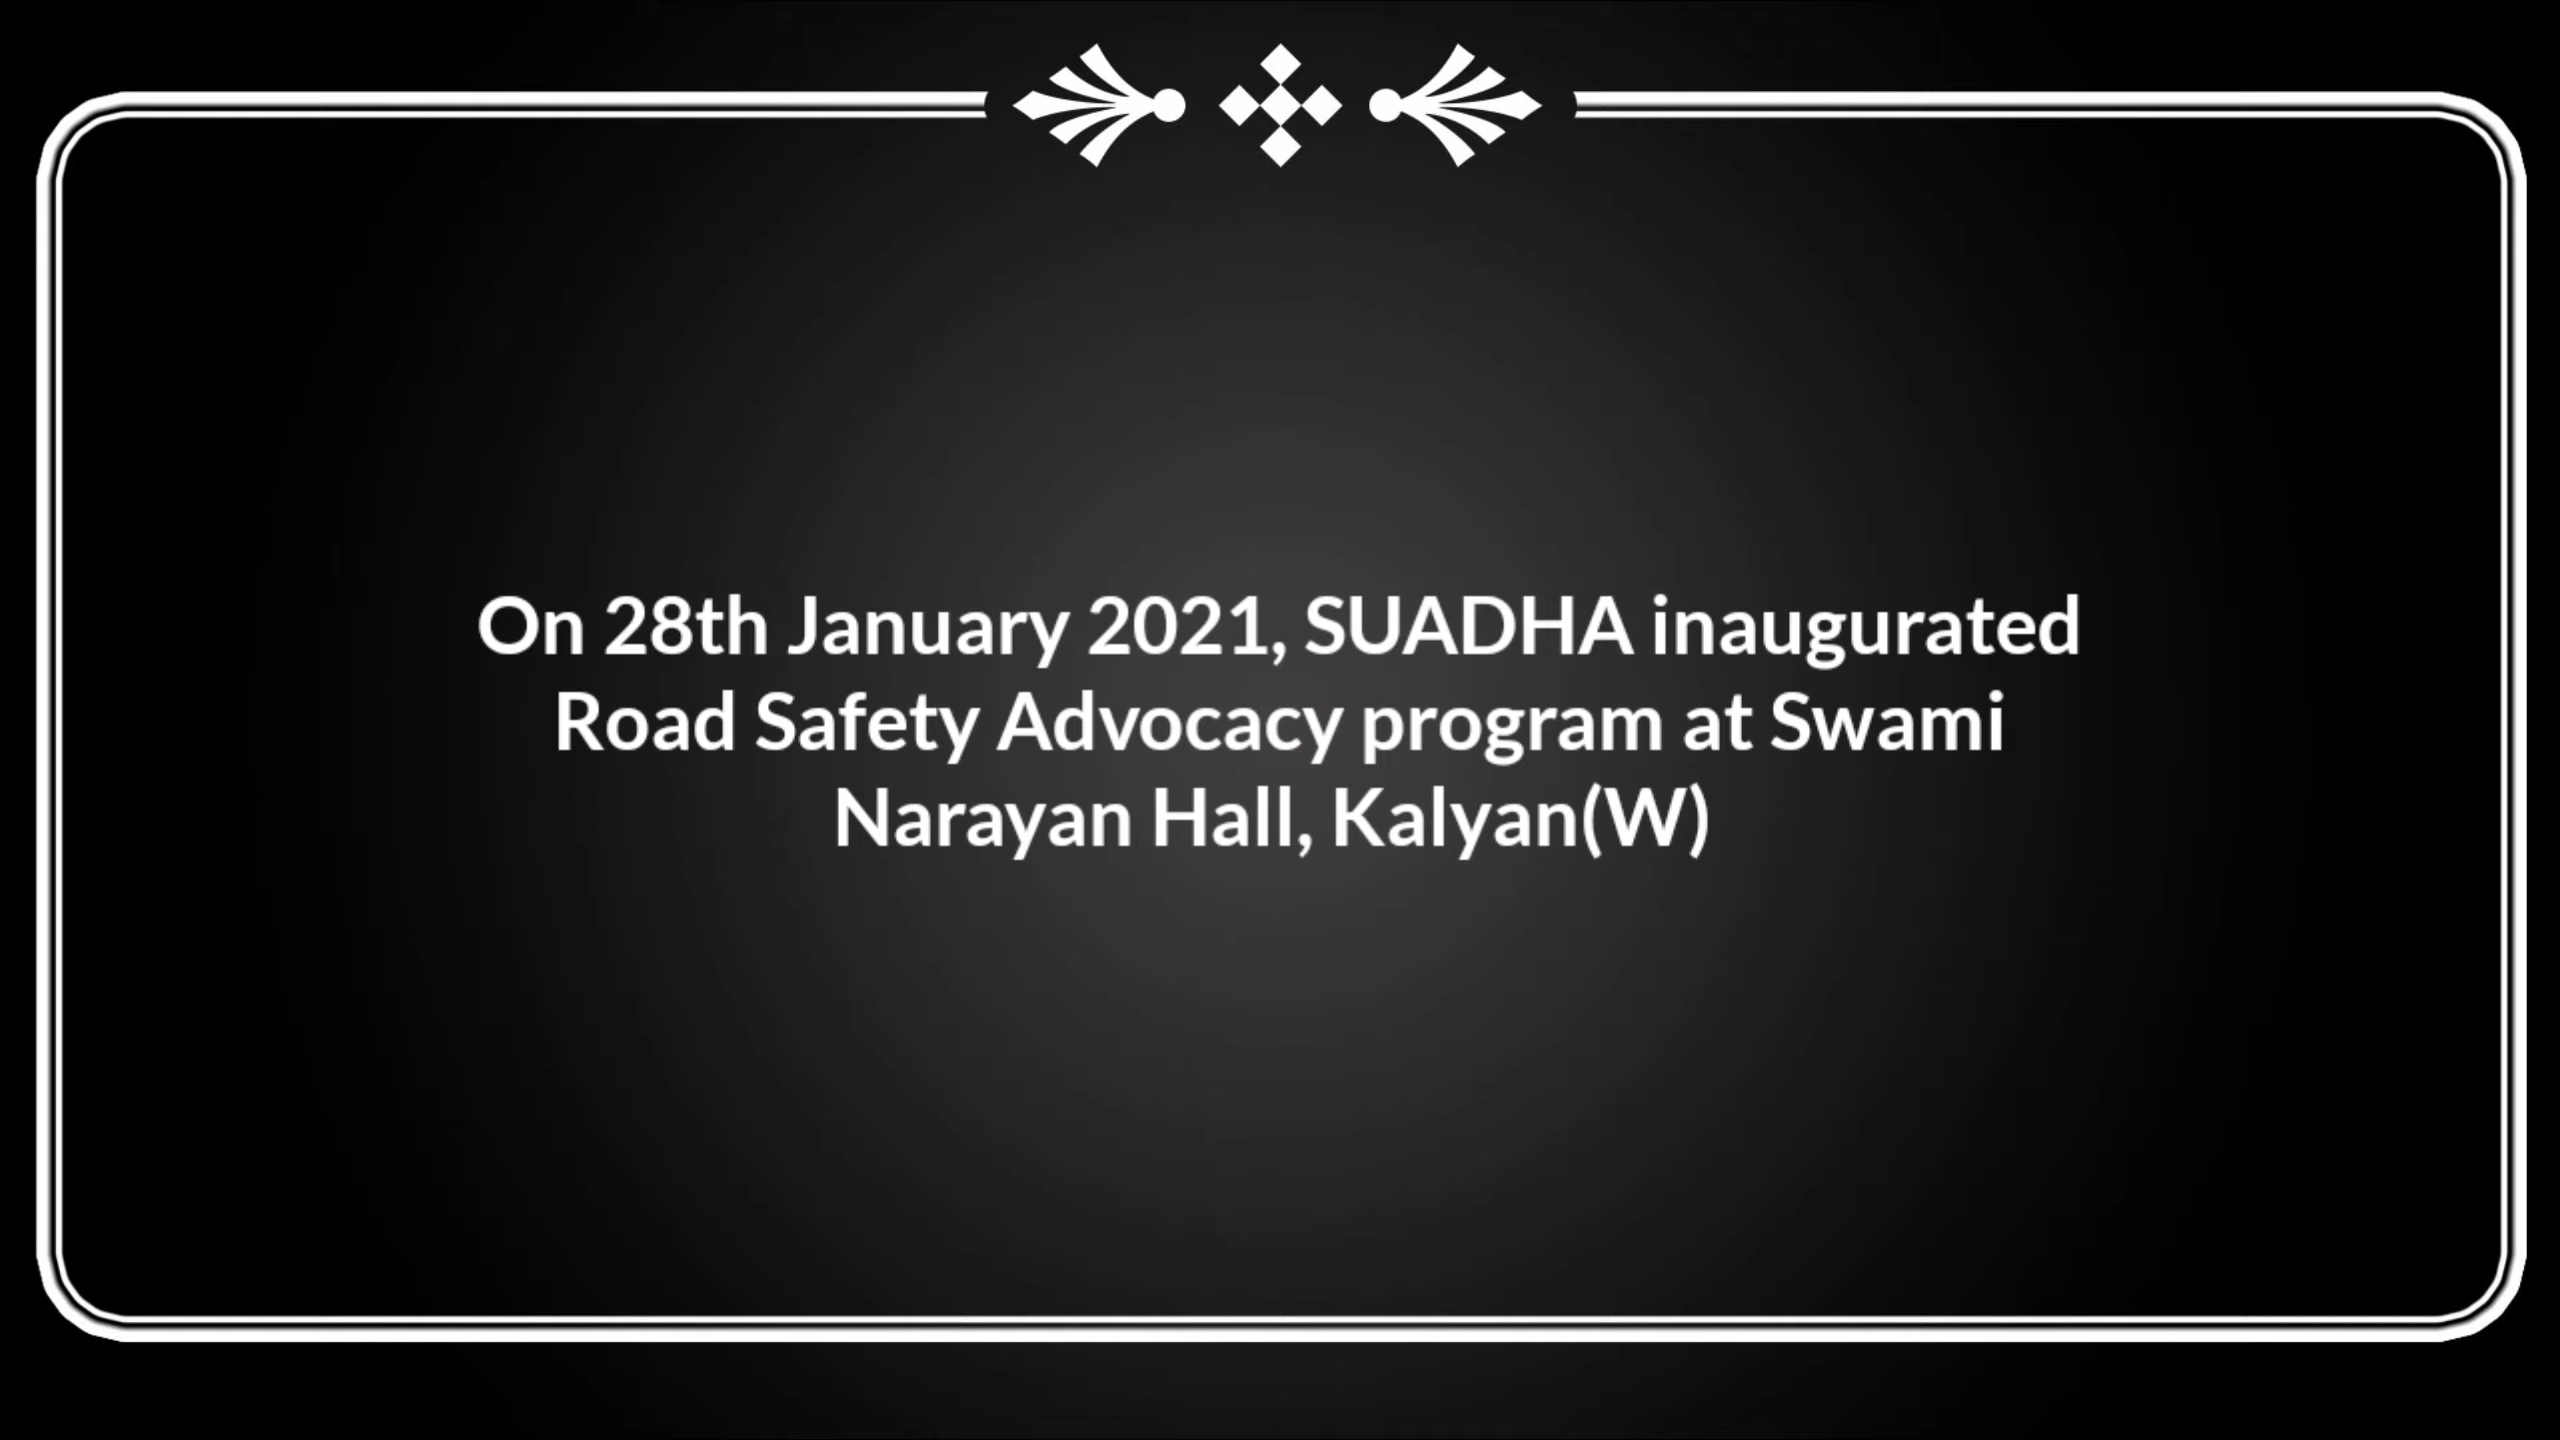 On 28th January 2021, SUADHA inaugurated
Road Safety Advocacy program at Swami
Narayan Hall, Kalyan(W)